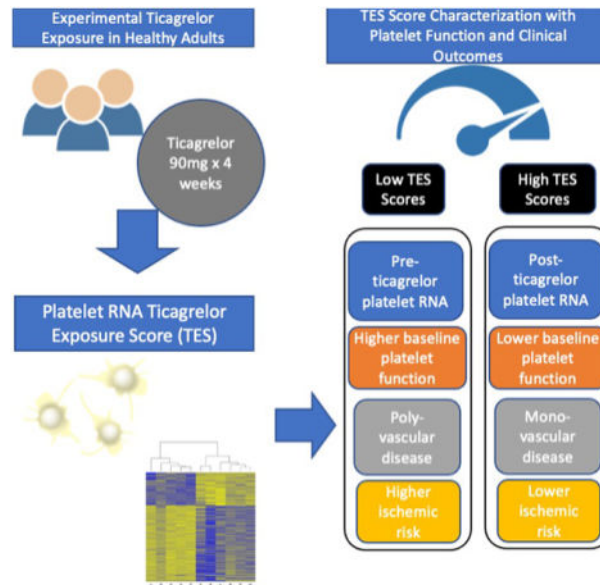 Experimental Ticagrelor
Exposure in Healthy Adults
Ticagrelor
90mg x 4
weeks
Platelet RNA Ticagrelor
Exposure Score (TES)
TES Score Characterization with
Platelet Function and Clinical
Outcomes
Low TES
Scores
High TES
Scores
Pre-
ticagrelor
platelet RNA
Post-
ticagrelor
platelet RNA
Higher baseline
platelet
function
Lower baseline
platelet
function
Poly-
vascular
disease
Mono-
vascular
disease
Higher
ischemic
risk
Lower
ischemic
risk